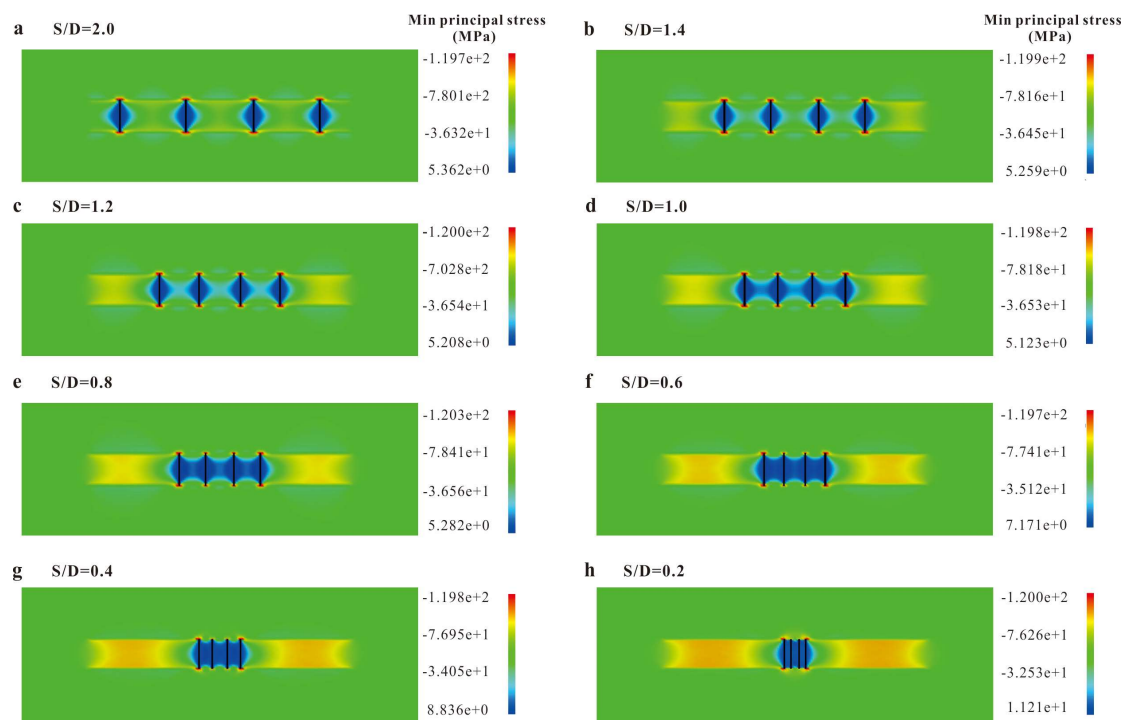 a S/D=2.0
Min principal stress
(MPa)
-1.197e+2
-7.801e+2
-3.632e+1
5.362e+0
b S/D=1.4
Min principal stress
(MPa)
-1.199e+2
-7.816e+2
-3.645e+1
5.259e+0
c S/D=1.2
-1.200e+2
-7.028e+2
-3.654e+1
5.208e+0
d S/D=1.0
-1.198e+2
-7.818e+1
-3.653e+1
5.123e+0
e S/D=0.8
-1.203e+2
-7.841e+1
-3.656e+1
5.282e+0
f S/D=0.6
-1.197e+2
-7.741e+1
-3.512e+1
7.171e+0
g S/D=0.4
-1.198e+2
-7.695e+1
-3.405e+1
8.836e+0
h S/D=0.2
-1.200e+2
-7.626e+1
-3.253e+1
1.121e+1